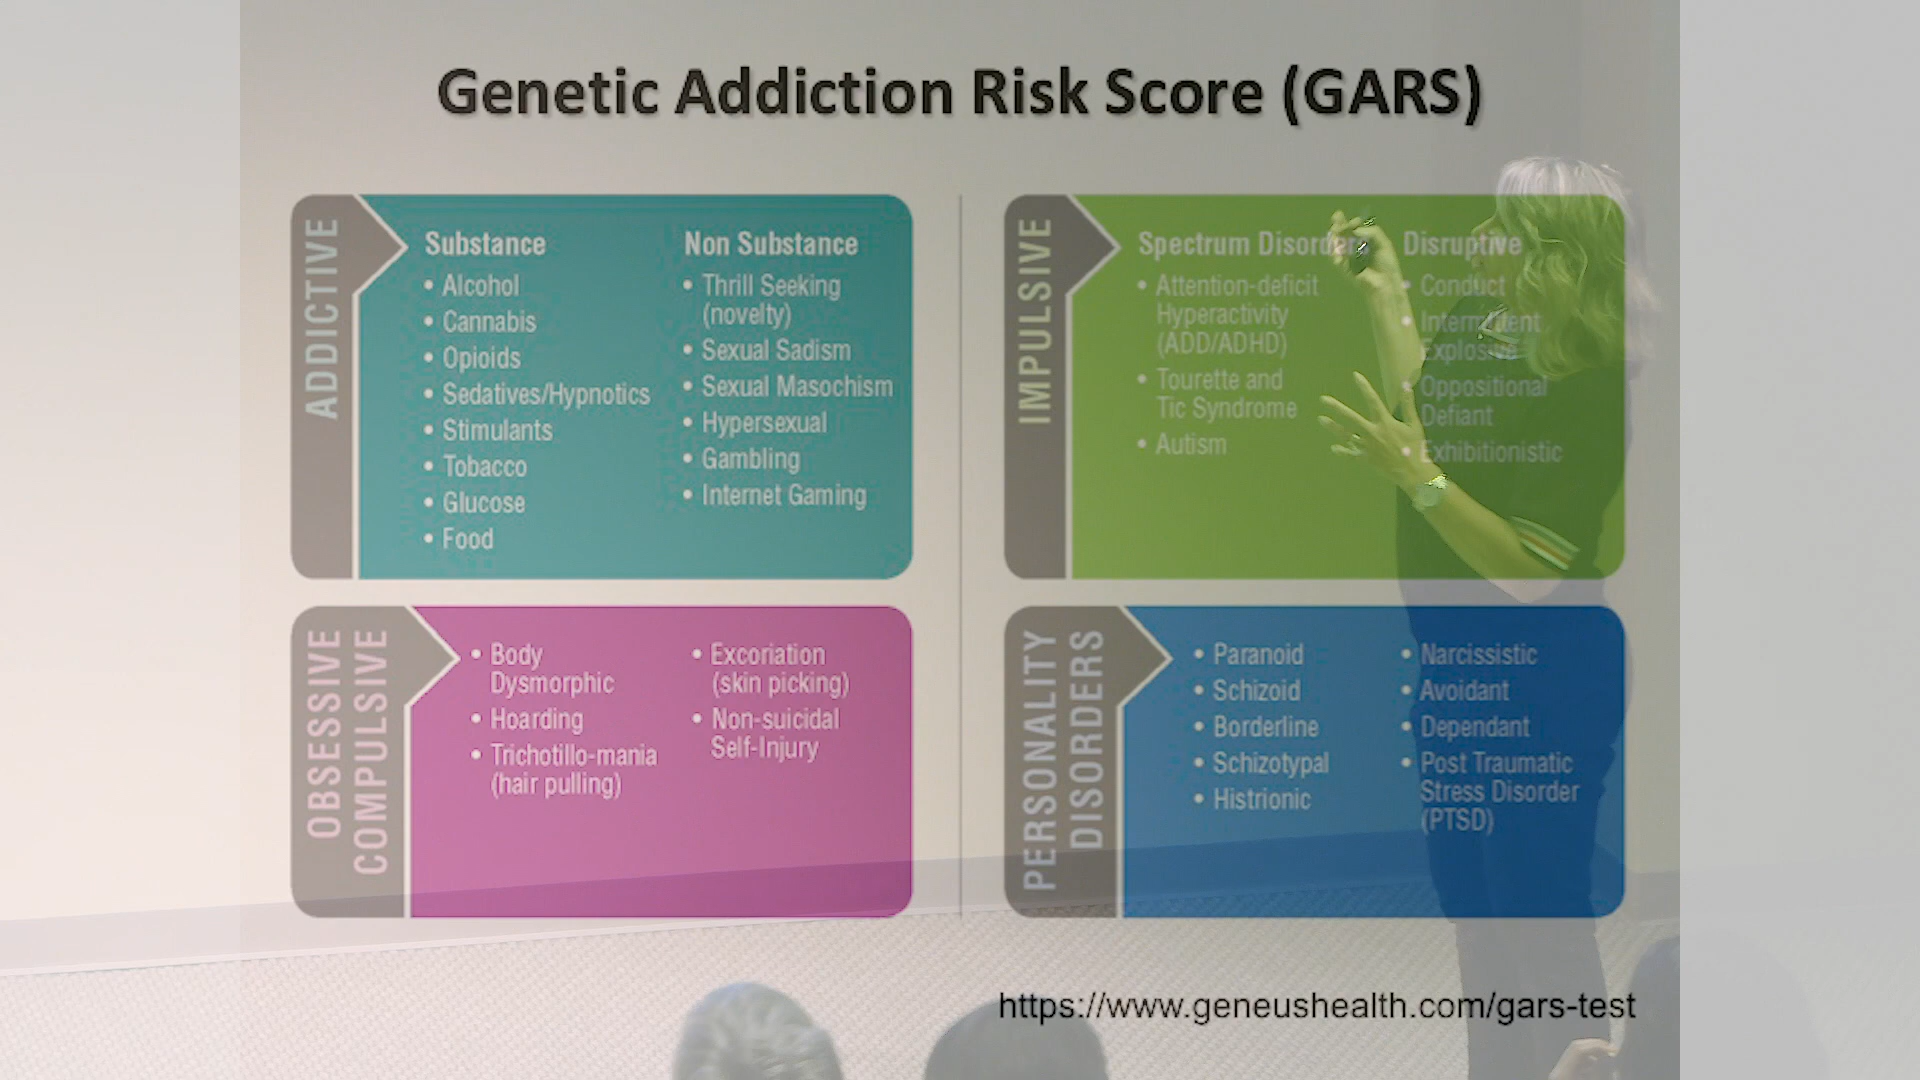 Genetic Addiction Risk Score (GARS)
ADDICTIVE
Substance
• Alcohol
• Cannabis
• Opioids
• Sedatives/Hypnotics
• Stimulants
• Tobacco
• Glucose
• Food
Non Substance
• Thrill Seeking
(novelty)
• Sexual Sadism
• Sexual Masochism
• Hypersexual
• Gambling
• Internet Gaming
IMPULSIVE
Spectrum Disorders
• Attention-deficit
Hyperactivity
(ADD/ADHD)
• Tourette and
Tic Syndrome
• Autism
Disruptive
• Conduct
• Intermittent
Explosive
• Oppositional
Defiant
• Exhibitionistic
OBSESSIVE
COMPULSIVE
• Body
Dysmorphic
• Hoarding
• Trichotillo-mania
(hair pulling)
• Excoriation
(skin picking)
• Non-suicidal
Self-Injury
PERSONALITY
DISORDERS
• Paranoid
• Schizoid
• Borderline
• Schizotypal
• Histrionic
• Narcissistic
• Avoidant
• Dependant
• Post Traumatic
Stress Disorder
(PTSD)
https://www.geneushealth.com/gars-test